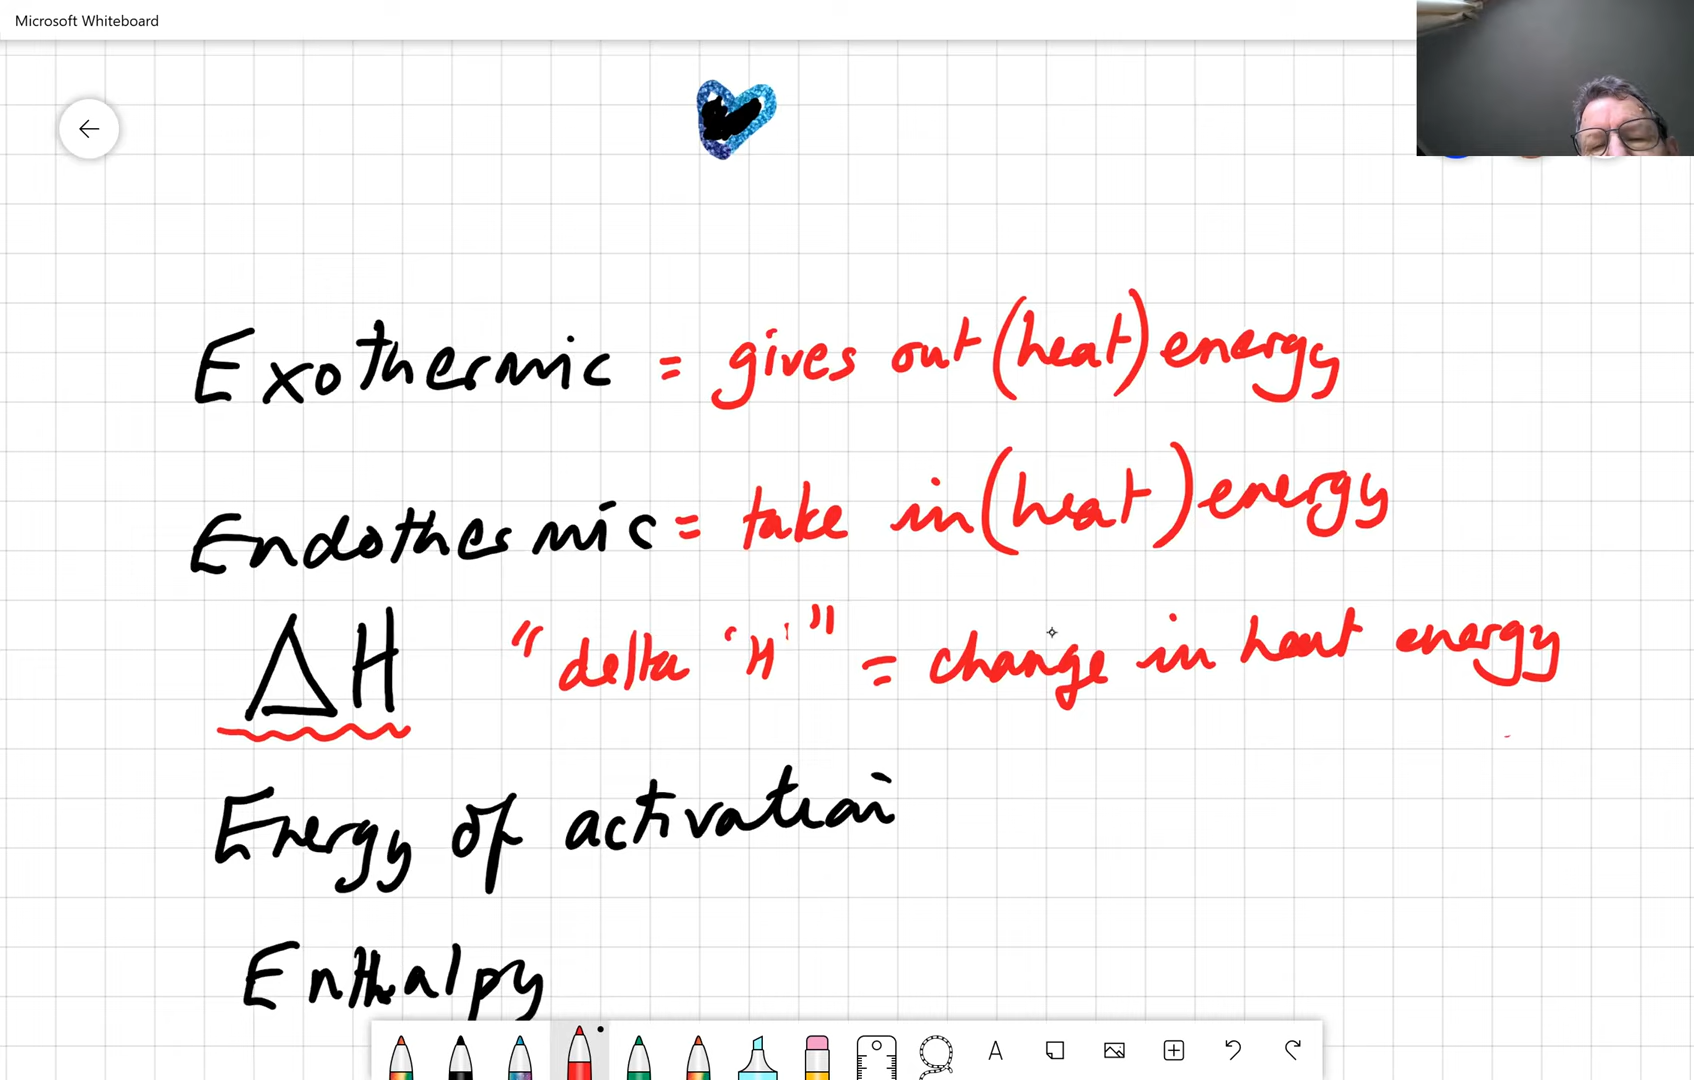 Microsoft Whiteboard
Exothermic = gives out (heat) energy
Endothermic = take in (heat) energy
ΔH "delta 'H'" = change in heat energy
Energy of activation
Enthalpy
A